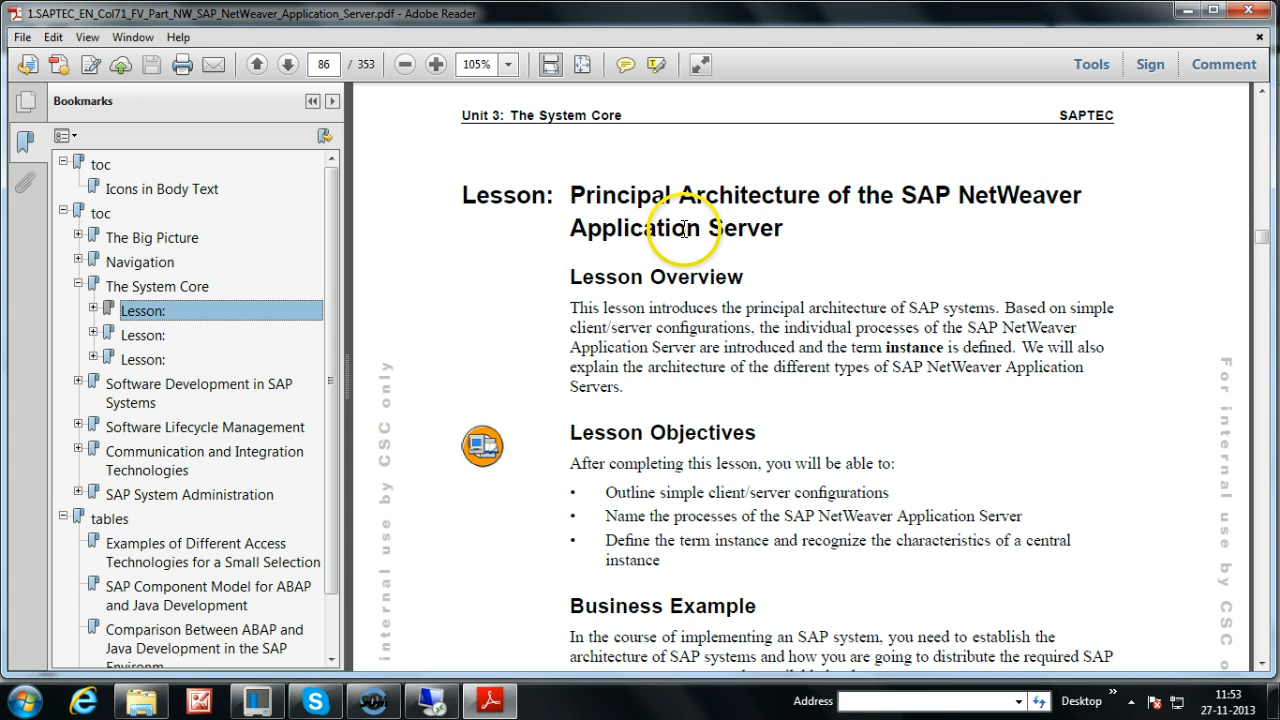 1.SAPTEC_EN_Col71_FV_Part_NW_SAP_NetWeaver_Application_Server.pdf - Adobe Reader
File Edit View Window Help
86 / 353 105% Tools Sign Comment
Bookmarks
toc
Icons in Body Text
toc
The Big Picture
Navigation
The System Core
Lesson:
Lesson:
Lesson:
Software Development in SAP
Systems
Software Lifecycle Management
Communication and Integration
Technologies
SAP System Administration
tables
Examples of Different Access
Technologies for a Small Selection
SAP Component Model for ABAP
and Java Development
Comparison Between ABAP and
Java Development in the SAP
Unit 3: The System Core SAPTEC
Lesson: Principal Architecture of the SAP NetWeaver
Application Server
Lesson Overview
This lesson introduces the principal architecture of SAP systems. Based on simple
client/server configurations, the individual processes of the SAP NetWeaver
Application Server are introduced and the term instance is defined. We will also
explain the architecture of the different types of SAP NetWeaver Application
Servers.
Lesson Objectives
After completing this lesson, you will be able to:
• Outline simple client/server configurations
• Name the processes of the SAP NetWeaver Application Server
• Define the term instance and recognize the characteristics of a central
instance
Business Example
In the course of implementing an SAP system, you need to establish the
architecture of SAP systems and how you are going to distribute the required SAP
internal use by CSC only
For internal use by CSC o
Address Desktop » 11:53
27-11-2013